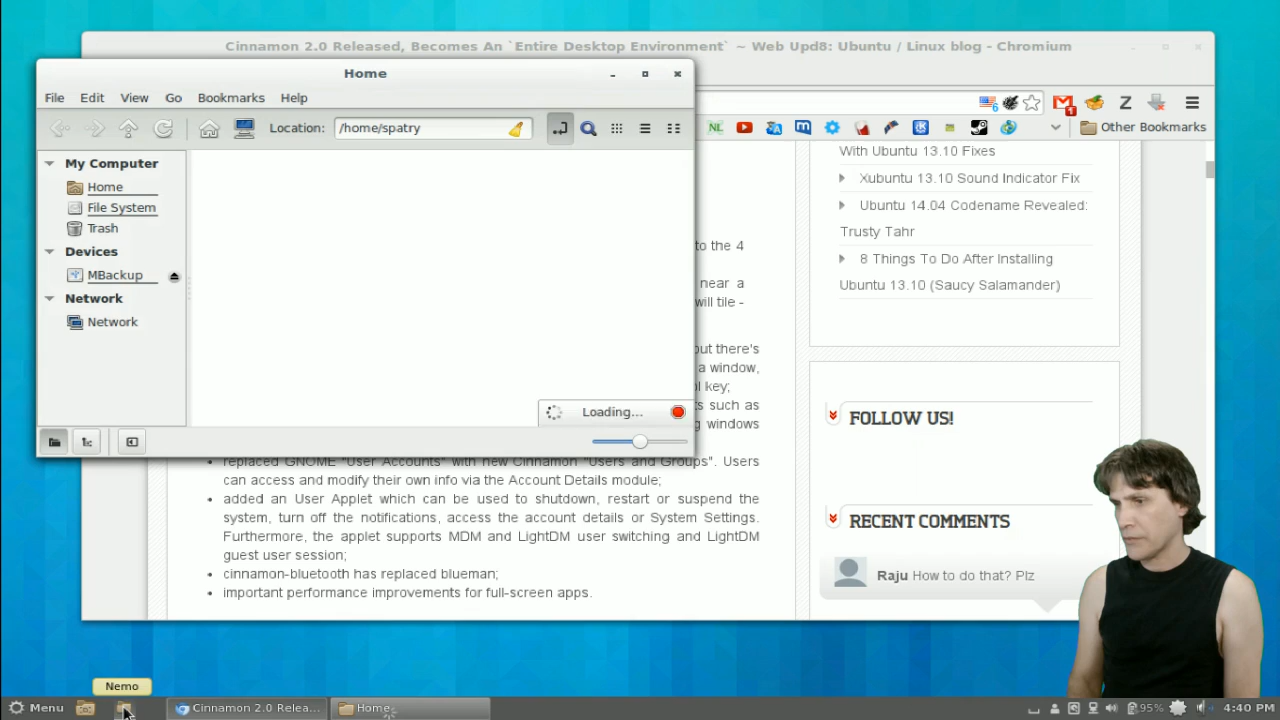 Cinnamon 2.0 Released, Becomes An `Entire Desktop Environment` ~ Web Upd8: Ubuntu / Linux blog - Chromium
Home
File Edit View Go Bookmarks Help
Location: /home/spatry
6
1
Z
NL
Other Bookmarks
My Computer
Home
File System
Trash
Devices
MBackup
Network
Network
Loading...
to the 4
near a
will tile -
out there's
a window,
ol key;
s such as
g windows
replaced GNOME "User Accounts" with new Cinnamon "Users and Groups". Users
can access and modify their own info via the Account Details module;
added an User Applet which can be used to shutdown, restart or suspend the
system, turn off the notifications, access the account details or System Settings.
Furthermore, the applet supports MDM and LightDM user switching and LightDM
guest user session;
cinnamon-bluetooth has replaced blueman;
important performance improvements for full-screen apps.
With Ubuntu 13.10 Fixes
Xubuntu 13.10 Sound Indicator Fix
Ubuntu 14.04 Codename Revealed:
Trusty Tahr
8 Things To Do After Installing
Ubuntu 13.10 (Saucy Salamander)
FOLLOW US!
RECENT COMMENTS
Raju How to do that? Plz
Nemo
Menu
Cinnamon 2.0 Relea...
Home
95%
4:40 PM